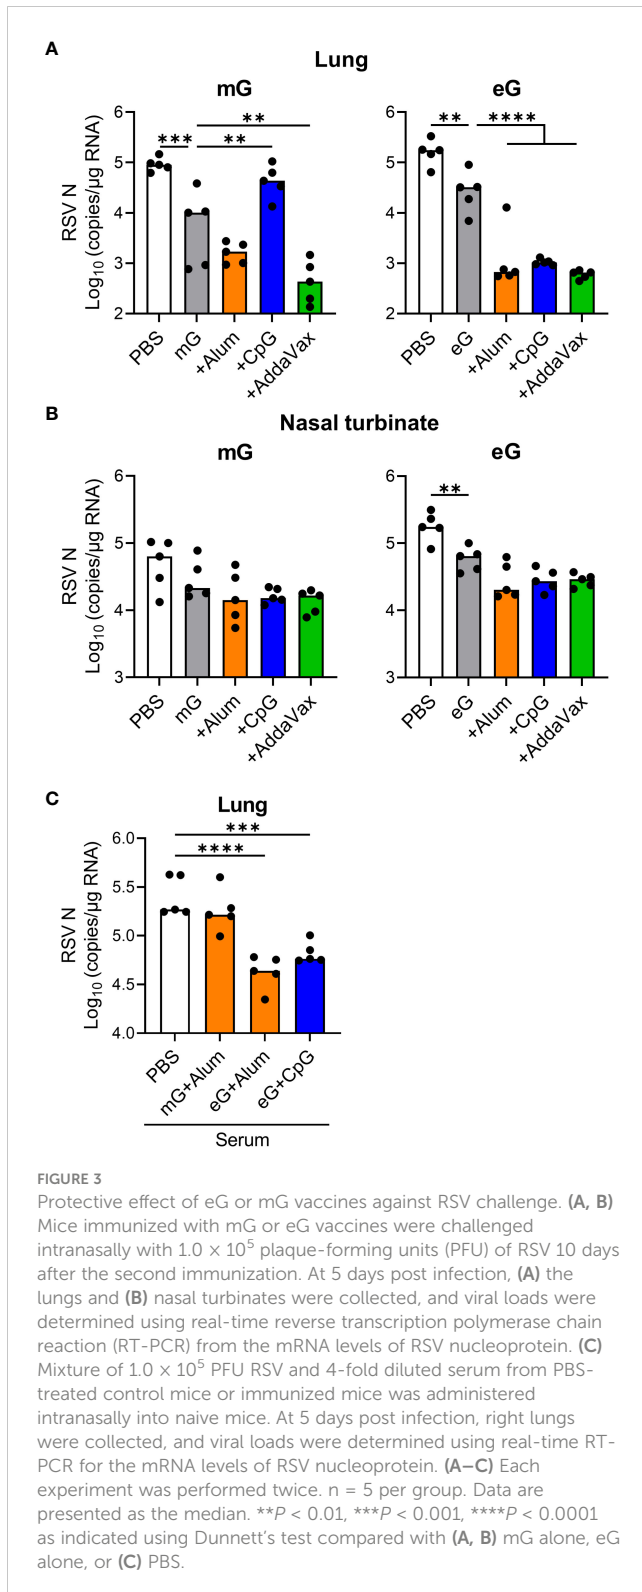 A
Lung
mG
eG
RSV N
Log₁₀ (copies/µg RNA)
6
5
4
3
2
***
**
**
PBS
mG
+Alum
+CpG
+AddaVax
6
5
4
3
2
**
****
PBS
eG
+Alum
+CpG
+AddaVax
B
Nasal turbinate
mG
eG
RSV N
Log₁₀ (copies/µg RNA)
6
5
4
3
PBS
mG
+Alum
+CpG
+AddaVax
6
5
4
3
**
PBS
eG
+Alum
+CpG
+AddaVax
C
Lung
RSV N
Log₁₀ (copies/µg RNA)
6.0
5.5
5.0
4.5
4.0
***
****
PBS
mG+Alum
eG+Alum
eG+CpG
Serum
FIGURE 3
Protective effect of eG or mG vaccines against RSV challenge. (A, B)
Mice immunized with mG or eG vaccines were challenged
intranasally with 1.0 × 10⁵ plaque-forming units (PFU) of RSV 10 days
after the second immunization. At 5 days post infection, (A) the
lungs and (B) nasal turbinates were collected, and viral loads were
determined using real-time reverse transcription polymerase chain
reaction (RT-PCR) from the mRNA levels of RSV nucleoprotein. (C)
Mixture of 1.0 × 10⁵ PFU RSV and 4-fold diluted serum from PBS-
treated control mice or immunized mice was administered
intranasally into naive mice. At 5 days post infection, right lungs
were collected, and viral loads were determined using real-time RT-
PCR for the mRNA levels of RSV nucleoprotein. (A–C) Each
experiment was performed twice. n = 5 per group. Data are
presented as the median. **P < 0.01, ***P < 0.001, ****P < 0.0001
as indicated using Dunnett's test compared with (A, B) mG alone, eG
alone, or (C) PBS.